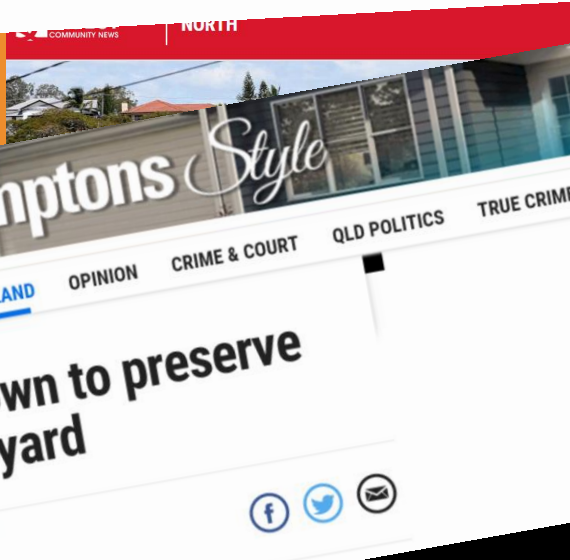 COMMUNITY NEWS
NORTH
mptons Style
LAND OPINION CRIME & COURT QLD POLITICS TRUE CRIME
wn to preserve
yard